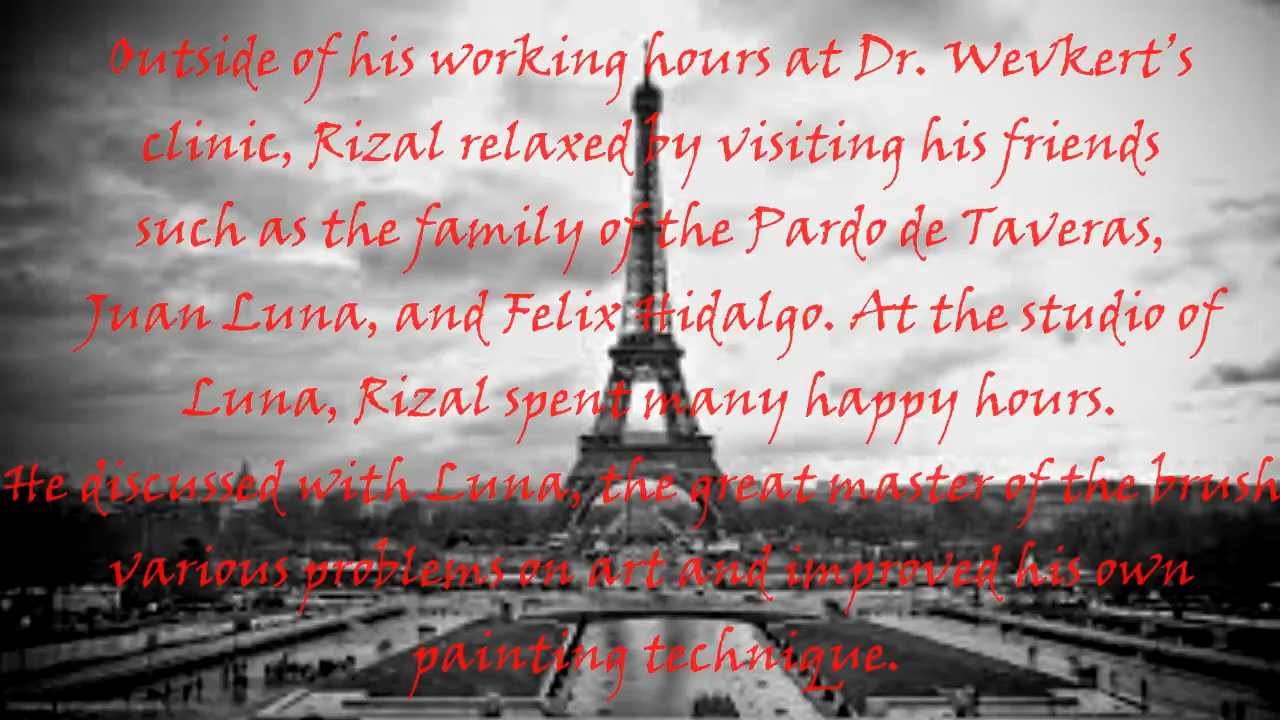 Outside of his working hours at Dr. Wevkert's
clinic, Rizal relaxed by visiting his friends
such as the family of the Pardo de Taveras,
Juan Luna, and Felix Hidalgo. At the studio of
Luna, Rizal spent many happy hours.
He discussed with Luna, the great master of the brush
various problems on art and improved his own
painting technique.